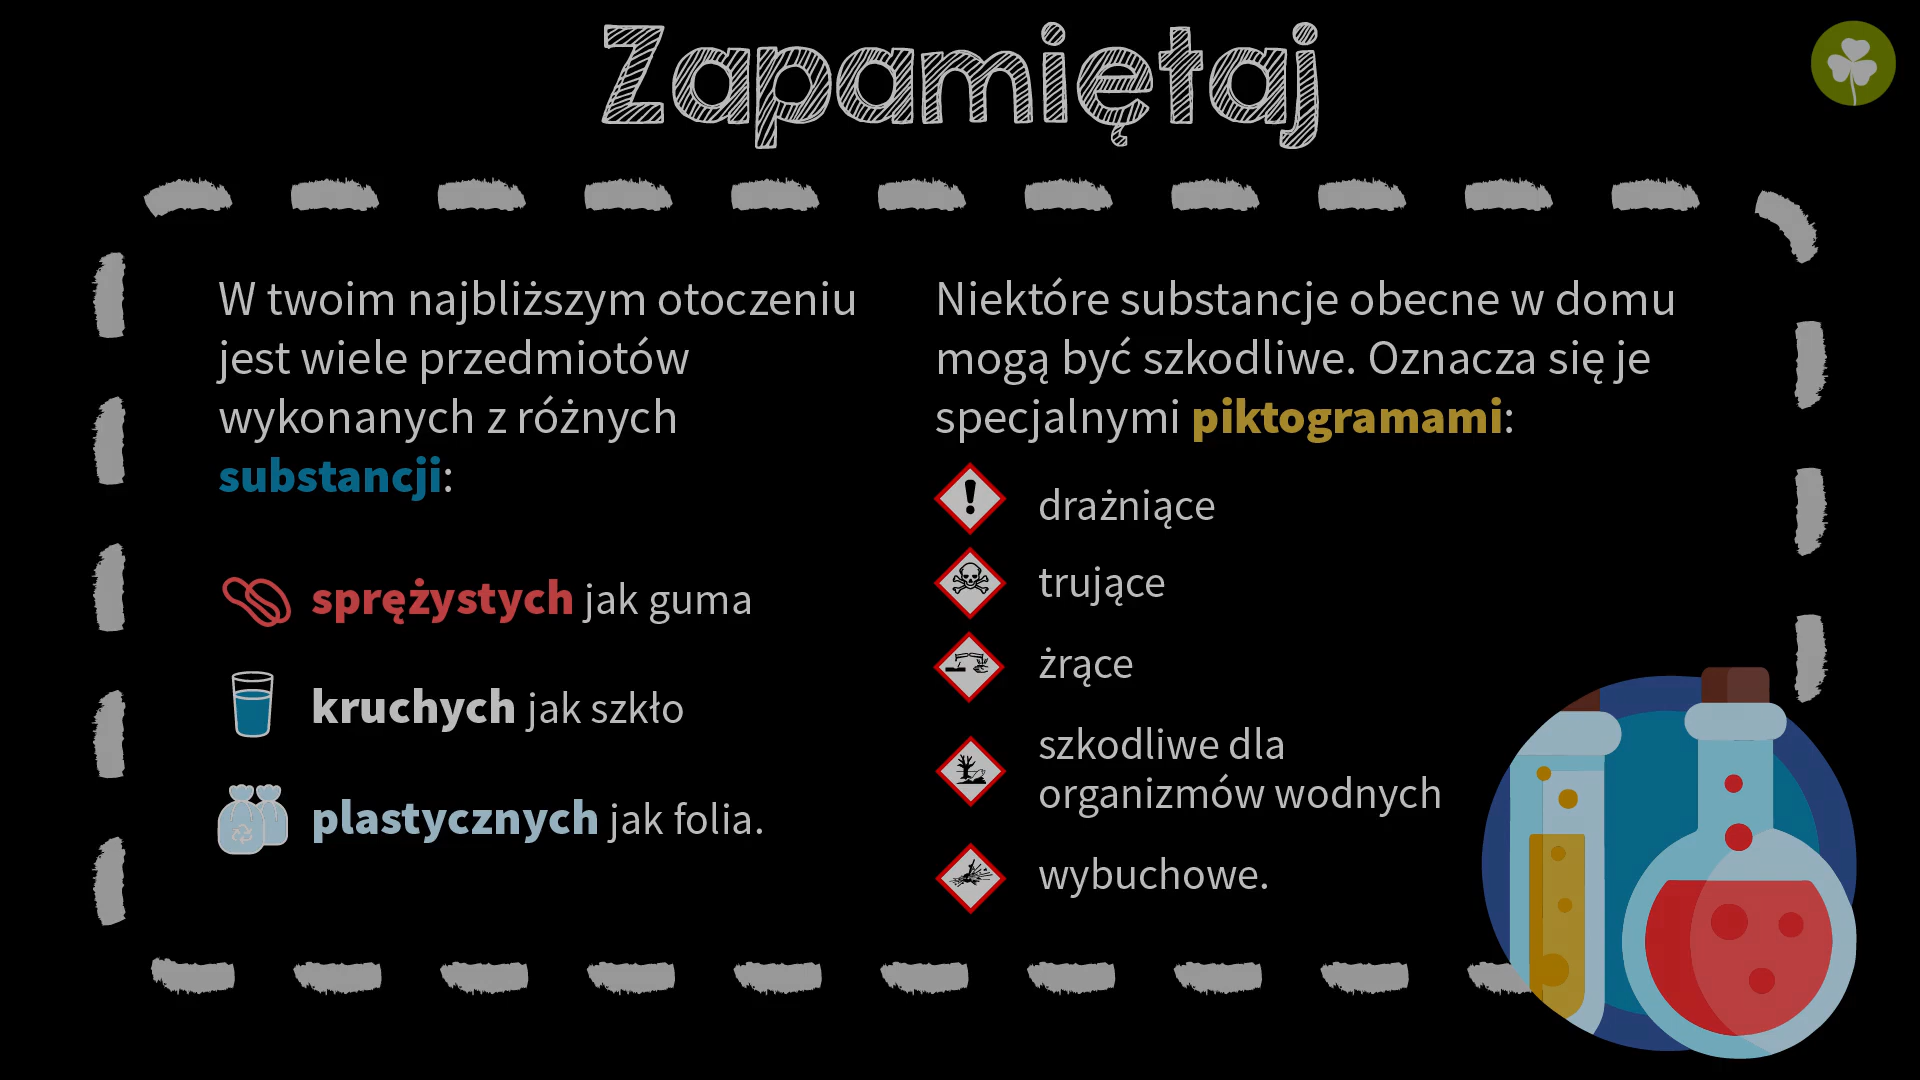 Zapamiętaj
W twoim najbliższym otoczeniu
jest wiele przedmiotów
wykonanych z różnych
substancji:
sprężystych jak guma
kruchych jak szkło
plastycznych jak folia.
Niektóre substancje obecne w domu
mogą być szkodliwe. Oznacza się je
specjalnymi piktogramami:
drażniące
trujące
żrące
szkodliwe dla
organizmów wodnych
wybuchowe.